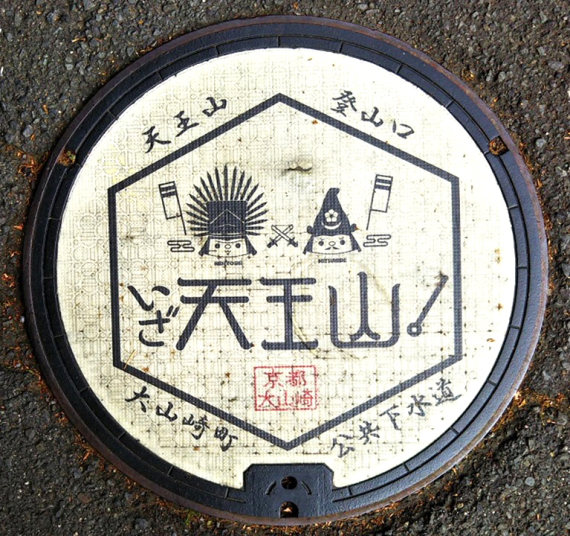 天王山 登山口
いざ天王山!
京都
大山崎
大山崎町 公共下水道